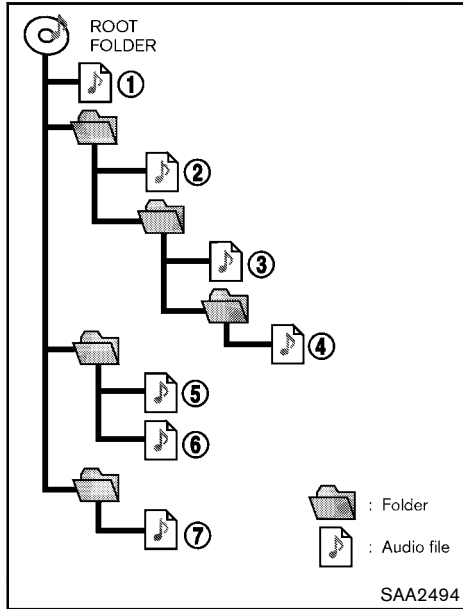 ROOT
FOLDER
①
②
③
④
⑤
⑥
⑦
: Folder
: Audio file
SAA2494